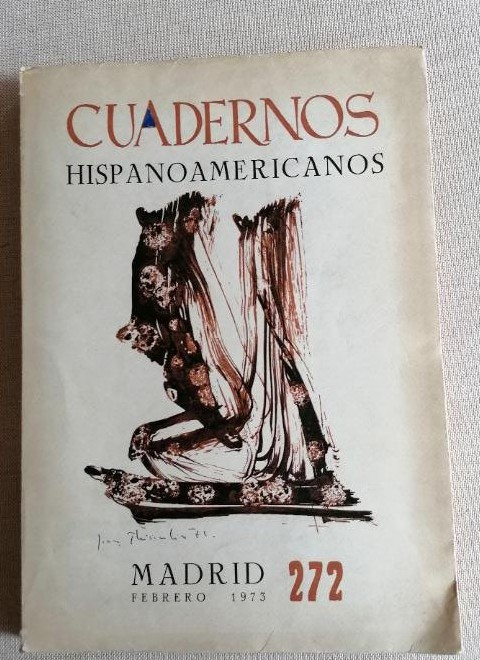 CUADERNOS
HISPANOAMERICANOS
MADRID 272
FEBRERO 1973